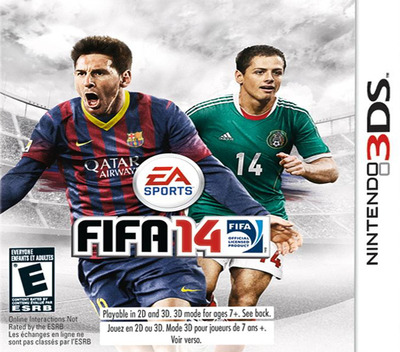 NINTENDO 3DS
QATAR
AIRWAYS
14
EA
SPORTS
FIFA 14
FIFA
OFFICIAL
LICENSED
PRODUCT
EVERYONE
ENFANTS ET ADULTES
E
CONTENT RATED BY
ESRB
Online Interactions Not
Rated by the ESRB
Les échanges en ligne ne
sont pas classés par l'ESRB
Playable in 2D and 3D. 3D mode for ages 7+. See back.
Jouez en 2D ou 3D. Mode 3D pour joueurs de 7 ans +.
Voir verso.